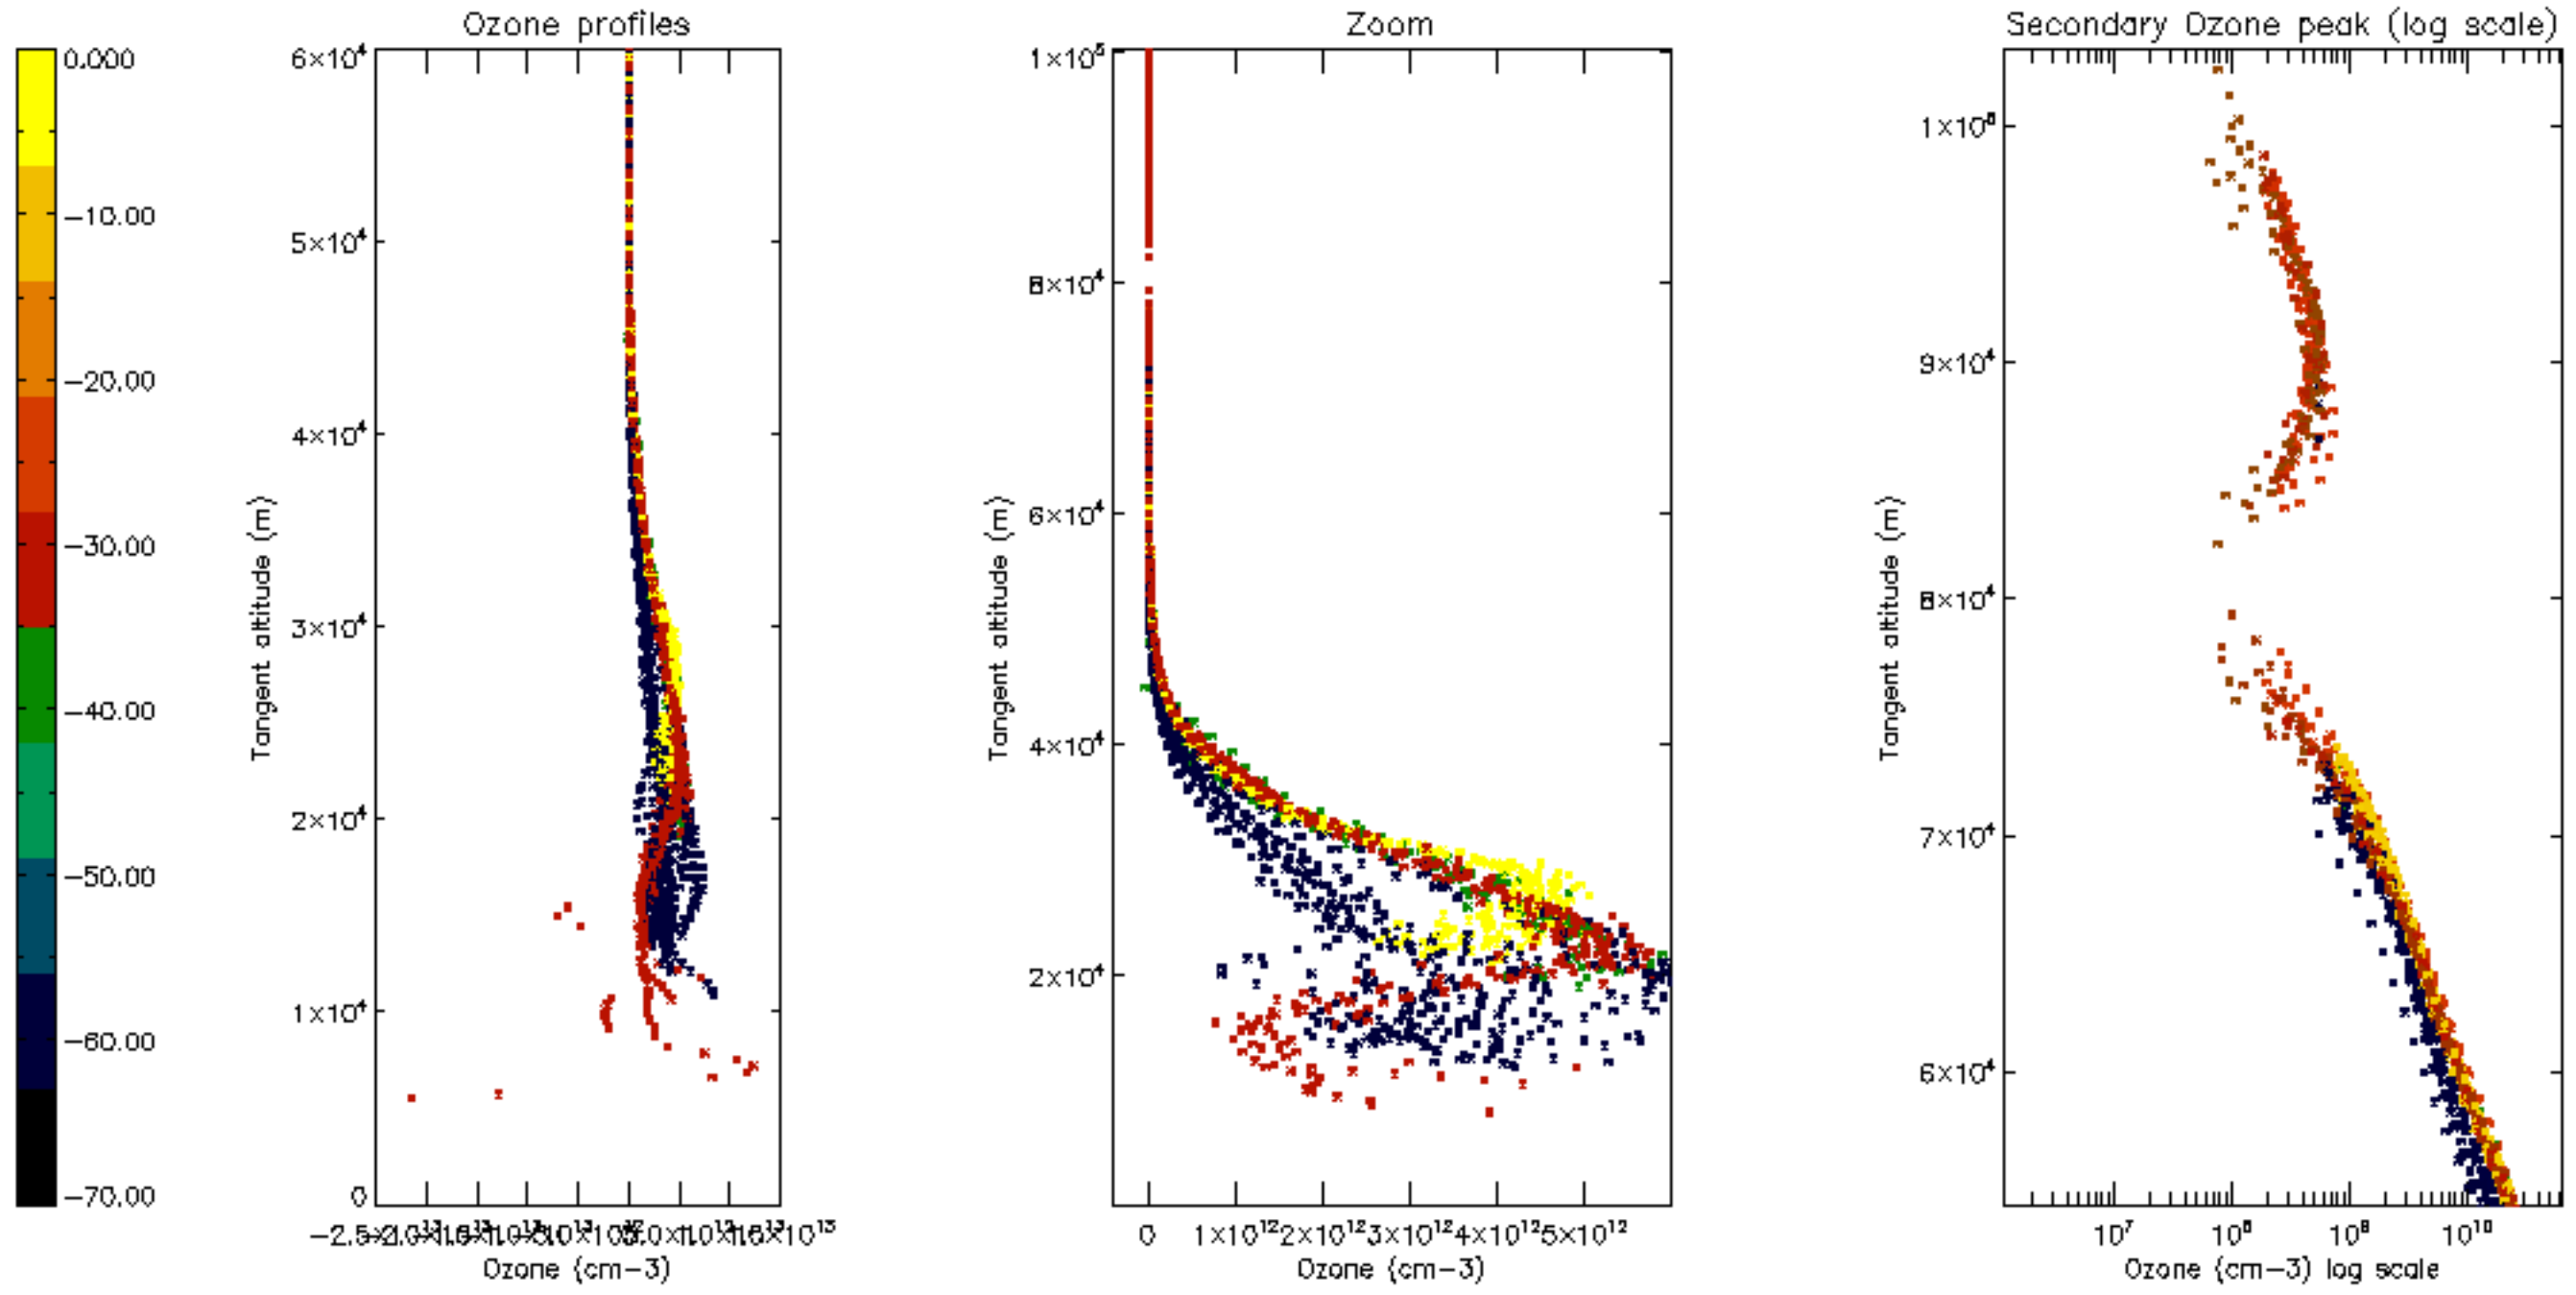 Ozone profiles
Zoom
Secondary Ozone peak (log scale)
0.000
−10.00
−20.00
−30.00
−40.00
−50.00
−60.00
−70.00
Tangent altitude (m)
6×10⁴
5×10⁴
4×10⁴
3×10⁴
2×10⁴
1×10⁴
0
Ozone (cm−3)
Tangent altitude (m)
1×10⁵
8×10⁴
6×10⁴
4×10⁴
2×10⁴
0 1×10¹² 2×10¹² 3×10¹² 4×10¹² 5×10¹²
Ozone (cm−3)
Tangent altitude (m)
1×10⁵
9×10⁴
8×10⁴
7×10⁴
6×10⁴
10⁷ 10⁸ 10⁹ 10¹⁰
Ozone (cm−3) log scale